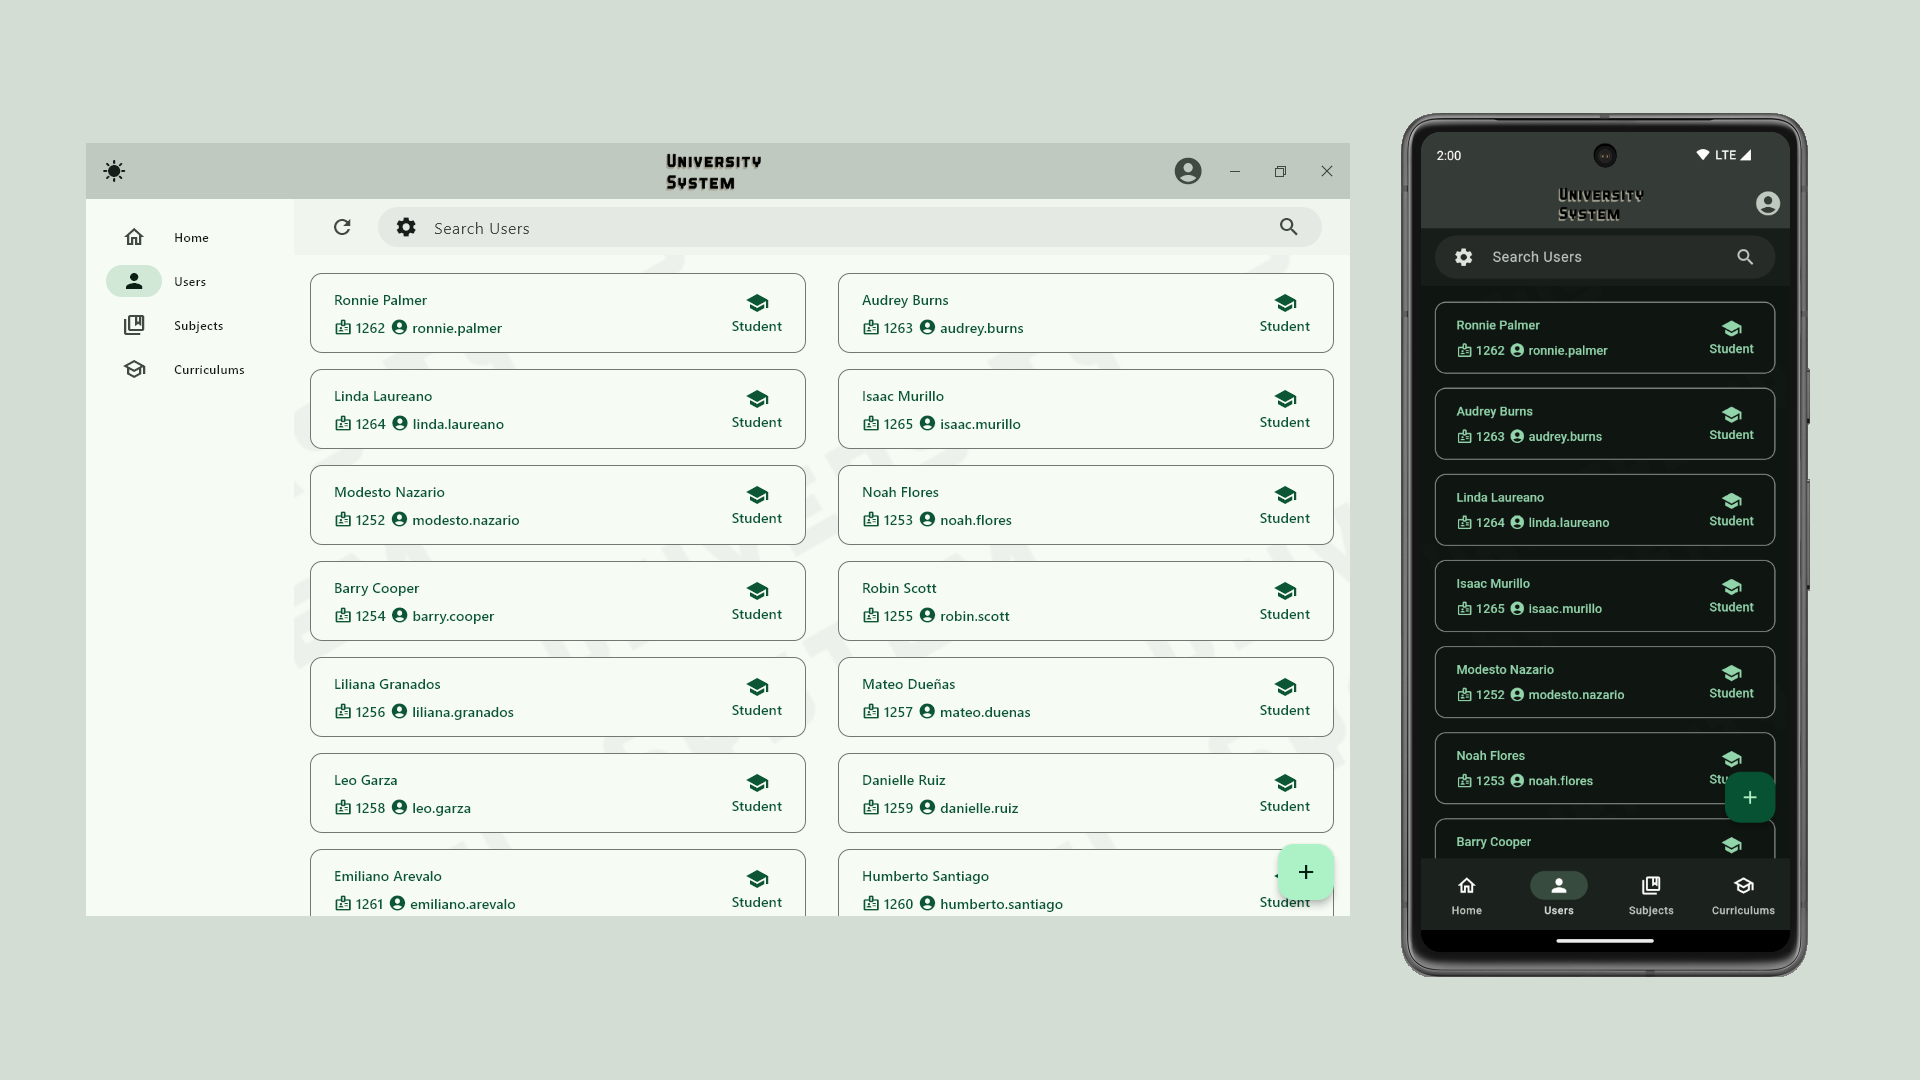 University
System
Home
Users
Subjects
Curriculums
Search Users
Ronnie Palmer
1262 ronnie.palmer
Student
Audrey Burns
1263 audrey.burns
Student
Linda Laureano
1264 linda.laureano
Student
Isaac Murillo
1265 isaac.murillo
Student
Modesto Nazario
1252 modesto.nazario
Student
Noah Flores
1253 noah.flores
Student
Barry Cooper
1254 barry.cooper
Student
Robin Scott
1255 robin.scott
Student
Liliana Granados
1256 liliana.granados
Student
Mateo Dueñas
1257 mateo.duenas
Student
Leo Garza
1258 leo.garza
Student
Danielle Ruiz
1259 danielle.ruiz
Student
Emiliano Arevalo
1261 emiliano.arevalo
Student
Humberto Santiago
1260 humberto.santiago
Student
2:00
LTE
University
System
Search Users
Ronnie Palmer
1262 ronnie.palmer
Student
Audrey Burns
1263 audrey.burns
Student
Linda Laureano
1264 linda.laureano
Student
Isaac Murillo
1265 isaac.murillo
Student
Modesto Nazario
1252 modesto.nazario
Student
Noah Flores
1253 noah.flores
Barry Cooper
Home
Users
Subjects
Curriculums